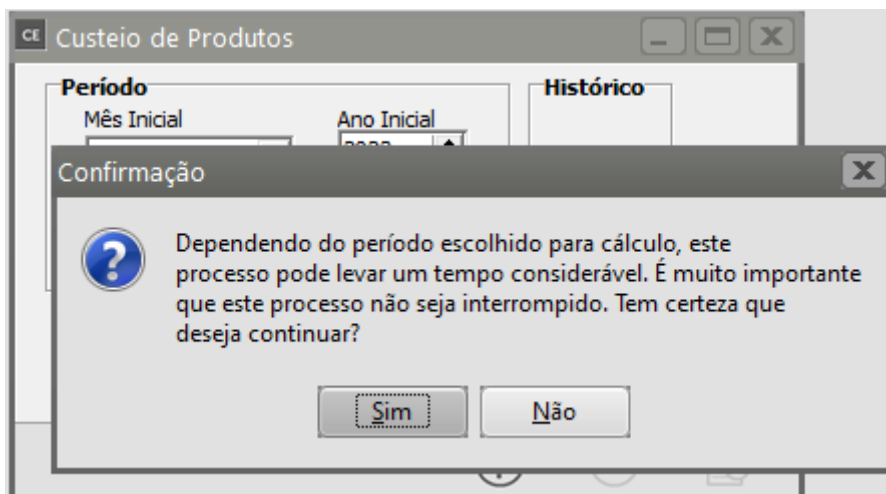 CE Custeio de Produtos
Período
Histórico
Mês Inicial
Ano Inicial
Confirmação
Dependendo do período escolhido para cálculo, este
processo pode levar um tempo considerável. É muito importante
que este processo não seja interrompido. Tem certeza que
deseja continuar?
Sim
Não